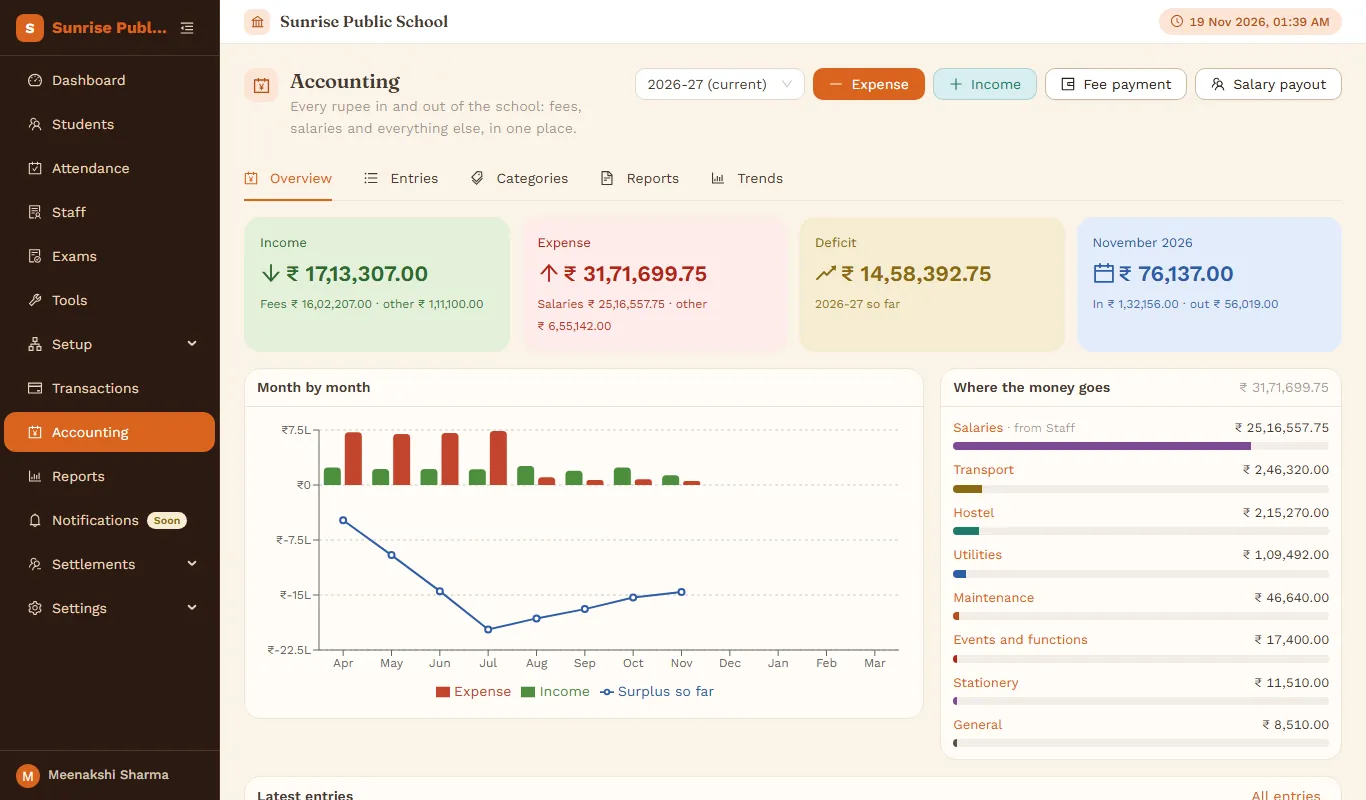 S Sunrise Publ...
Dashboard
Students
Attendance
Staff
Exams
Tools
Setup
Transactions
Accounting
Reports
Notifications Soon
Settlements
Settings
M Meenakshi Sharma
Sunrise Public School
19 Nov 2026, 01:39 AM
Accounting
Every rupee in and out of the school: fees,
salaries and everything else, in one place.
2026-27 (current)
Expense
Income
Fee payment
Salary payout
Overview Entries Categories Reports Trends
Income
₹ 17,13,307.00
Fees ₹ 16,02,207.00 · other ₹ 1,11,100.00
Expense
₹ 31,71,699.75
Salaries ₹ 25,16,557.75 · other
₹ 6,55,142.00
Deficit
₹ 14,58,392.75
2026-27 so far
November 2026
₹ 76,137.00
In ₹ 1,32,156.00 · out ₹ 56,019.00
Month by month
₹7.5L
₹0
₹-7.5L
₹-15L
₹-22.5L
Apr May Jun Jul Aug Sep Oct Nov Dec Jan Feb Mar
Expense Income Surplus so far
Where the money goes ₹ 31,71,699.75
Salaries · from Staff ₹ 25,16,557.75
Transport ₹ 2,46,320.00
Hostel ₹ 2,15,270.00
Utilities ₹ 1,09,492.00
Maintenance ₹ 46,640.00
Events and functions ₹ 17,400.00
Stationery ₹ 11,510.00
General ₹ 8,510.00
Latest entries All entries